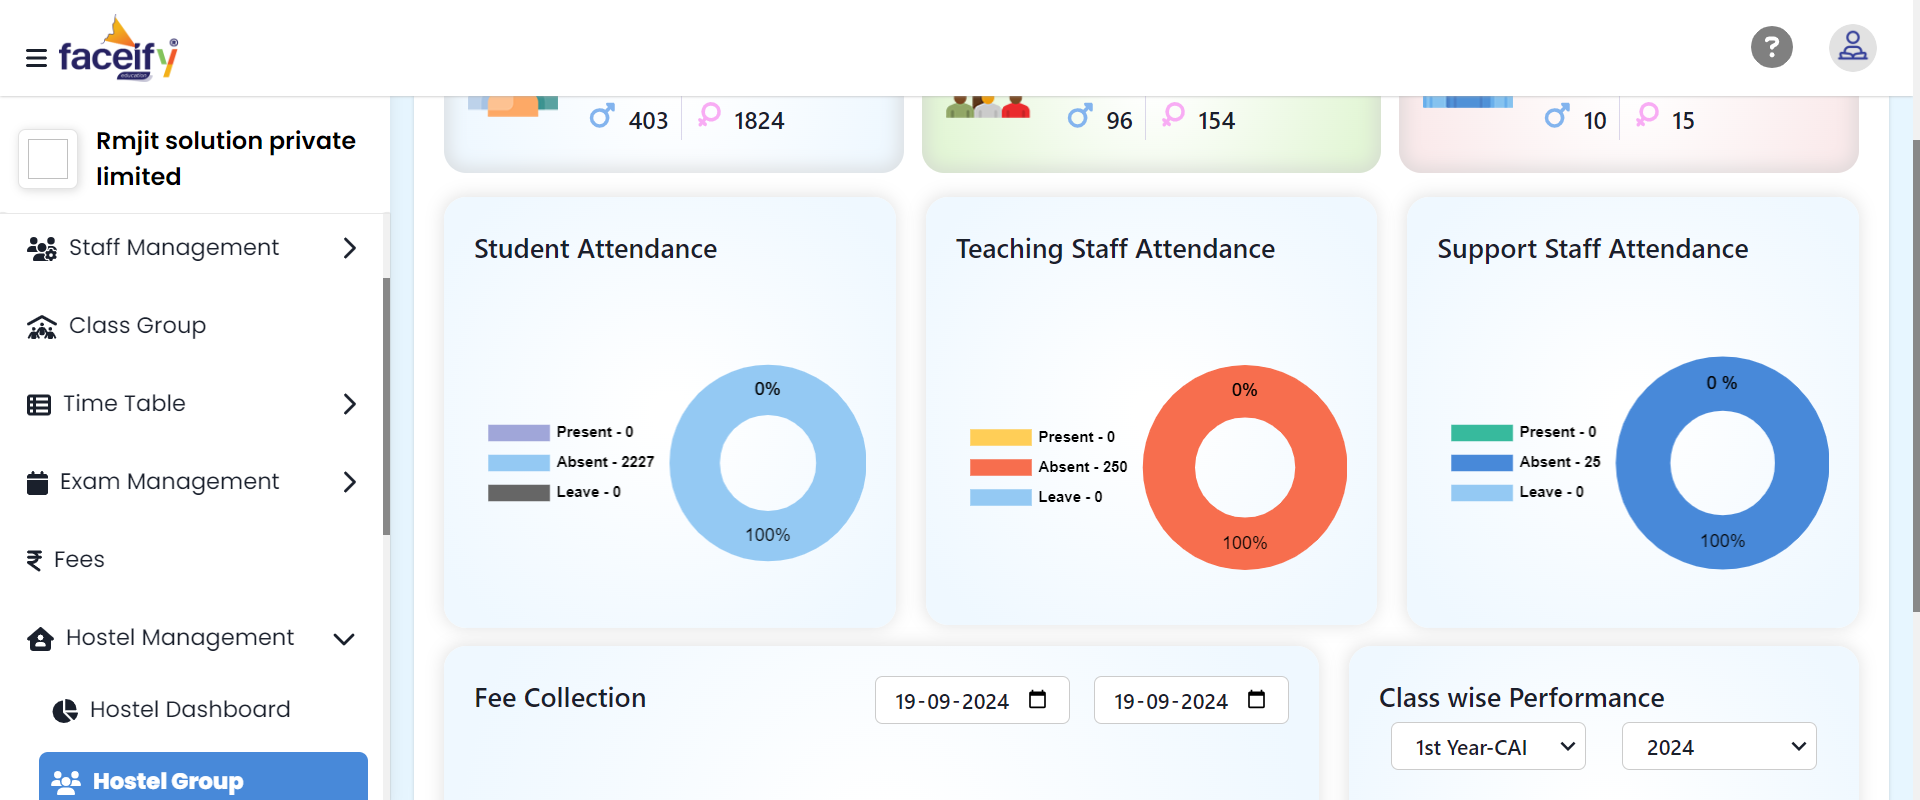 faceify
education
?
Rmjit solution private
limited
Staff Management
Class Group
Time Table
Exam Management
Fees
Hostel Management
Hostel Dashboard
Hostel Group
403
1824
96
154
10
15
Student Attendance
Present - 0
Absent - 2227
Leave - 0
0%
100%
Teaching Staff Attendance
Present - 0
Absent - 250
Leave - 0
0%
100%
Support Staff Attendance
Present - 0
Absent - 25
Leave - 0
0 %
100%
Fee Collection
19-09-2024
19-09-2024
Class wise Performance
1st Year-CAI
2024